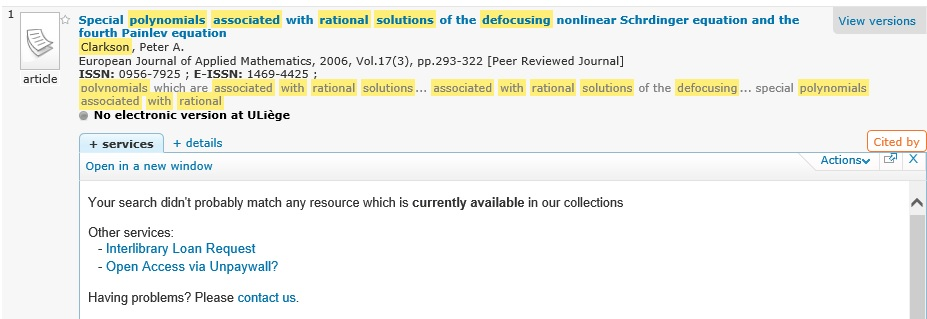 1
Special polynomials associated with rational solutions of the defocusing nonlinear Schrdinger equation and the
fourth Painlev equation
View versions
Clarkson, Peter A.
European Journal of Applied Mathematics, 2006, Vol.17(3), pp.293-322 [Peer Reviewed Journal]
ISSN: 0956-7925 ; E-ISSN: 1469-4425 ;
article
polynomials which are associated with rational solutions... associated with rational solutions of the defocusing... special polynomials
associated with rational
No electronic version at ULiège
+ services
+ details
Cited by
Open in a new window
Actions
X
Your search didn't probably match any resource which is currently available in our collections
Other services:
- Interlibrary Loan Request
- Open Access via Unpaywall?
Having problems? Please contact us.